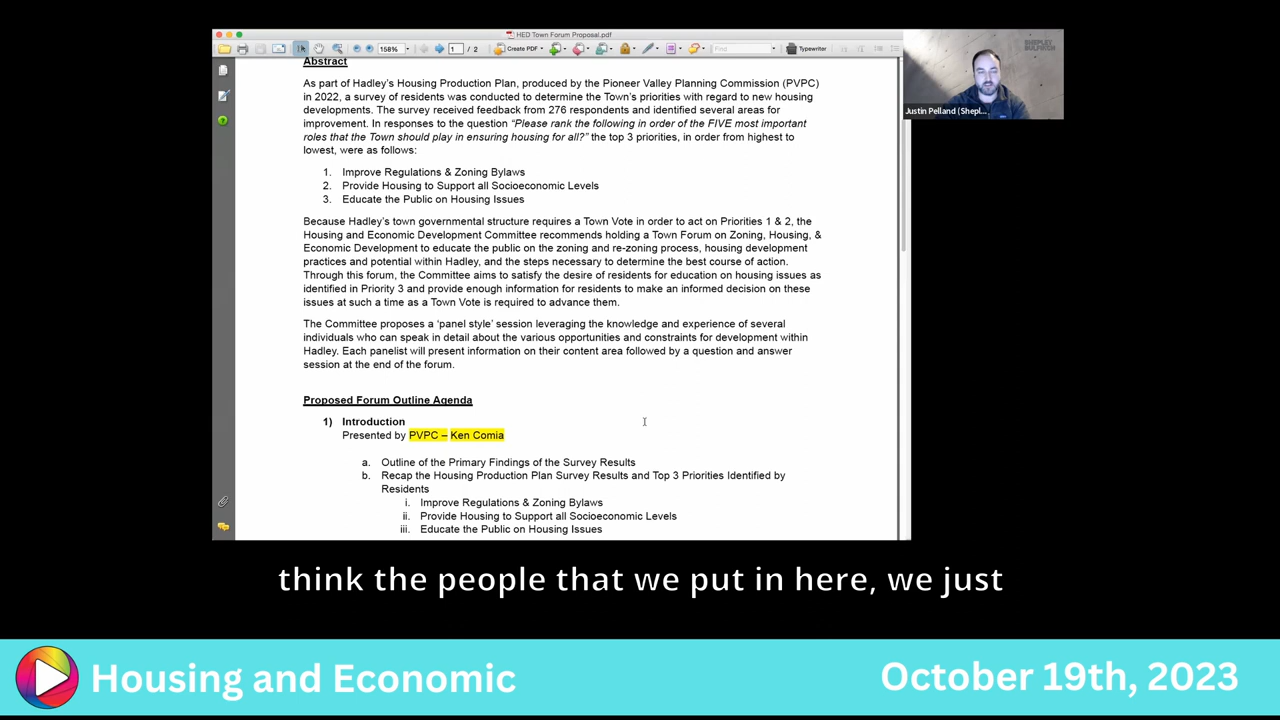 HED Town Forum Proposal.pdf
158%
1
/ 2
Create PDF
Find
Typewriter
Abstract
As part of Hadley's Housing Production Plan, produced by the Pioneer Valley Planning Commission (PVPC)
in 2022, a survey of residents was conducted to determine the Town's priorities with regard to new housing
developments. The survey received feedback from 276 respondents and identified several areas for
improvement. In responses to the question “Please rank the following in order of the FIVE most important
roles that the Town should play in ensuring housing for all?” the top 3 priorities, in order from highest to
lowest, were as follows:
1. Improve Regulations & Zoning Bylaws
2. Provide Housing to Support all Socioeconomic Levels
3. Educate the Public on Housing Issues
Because Hadley's town governmental structure requires a Town Vote in order to act on Priorities 1 & 2, the
Housing and Economic Development Committee recommends holding a Town Forum on Zoning, Housing, &
Economic Development to educate the public on the zoning and re-zoning process, housing development
practices and potential within Hadley, and the steps necessary to determine the best course of action.
Through this forum, the Committee aims to satisfy the desire of residents for education on housing issues as
identified in Priority 3 and provide enough information for residents to make an informed decision on these
issues at such a time as a Town Vote is required to advance them.
The Committee proposes a ‘panel style’ session leveraging the knowledge and experience of several
individuals who can speak in detail about the various opportunities and constraints for development within
Hadley. Each panelist will present information on their content area followed by a question and answer
session at the end of the forum.
Proposed Forum Outline Agenda
1) Introduction
Presented by PVPC – Ken Comia
a. Outline of the Primary Findings of the Survey Results
b. Recap the Housing Production Plan Survey Results and Top 3 Priorities Identified by
Residents
i. Improve Regulations & Zoning Bylaws
ii. Provide Housing to Support all Socioeconomic Levels
iii. Educate the Public on Housing Issues
SHEPLEY
BULFINCH
Justin Pelland (Shepl...
think the people that we put in here, we just
Housing and Economic
October 19th, 2023